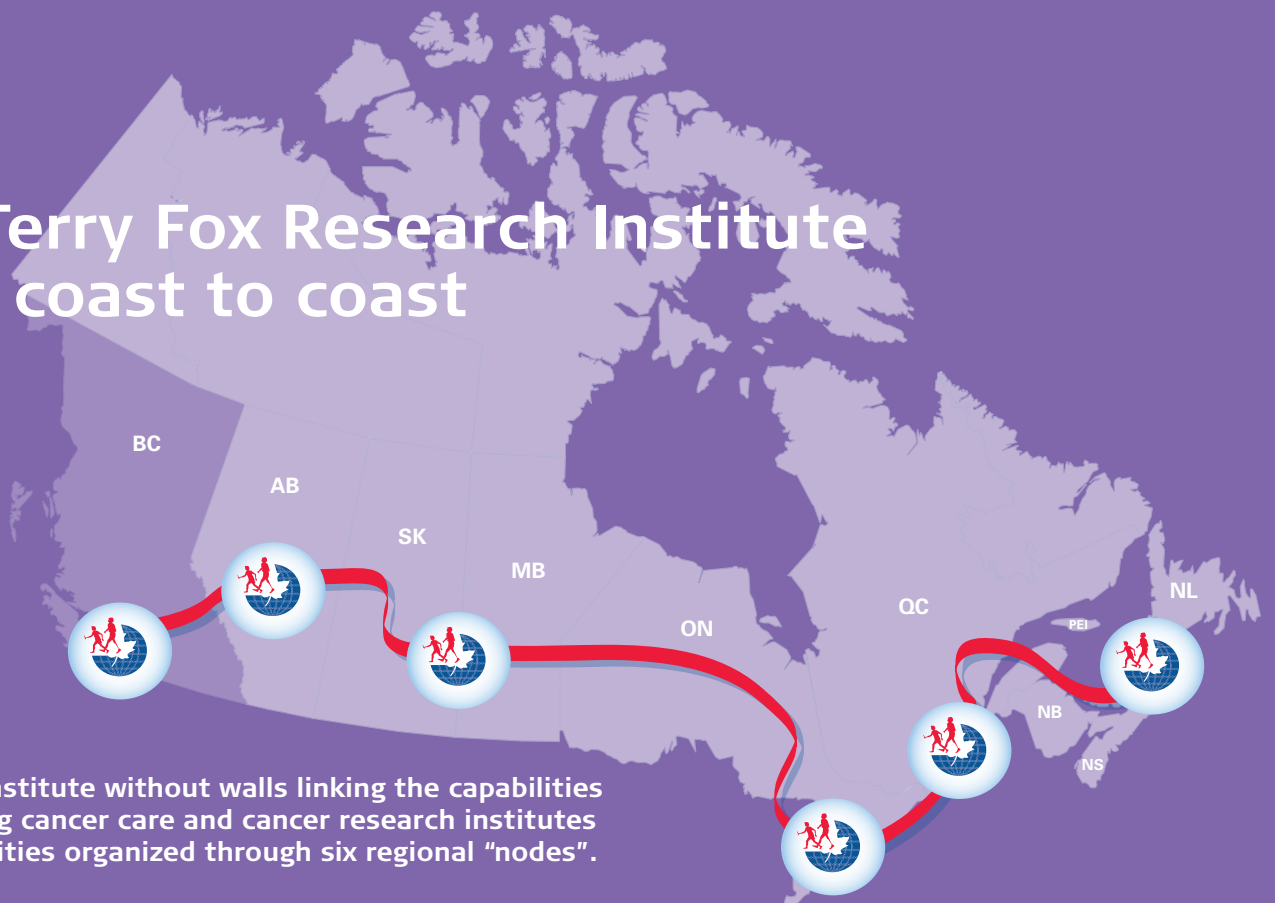 Terry Fox Research Institute
coast to coast
BC
AB
SK
MB
ON
QC
NL
PEI
NB
NS
nstitute without walls linking the capabilities
g cancer care and cancer research institutes
ities organized through six regional “nodes”.